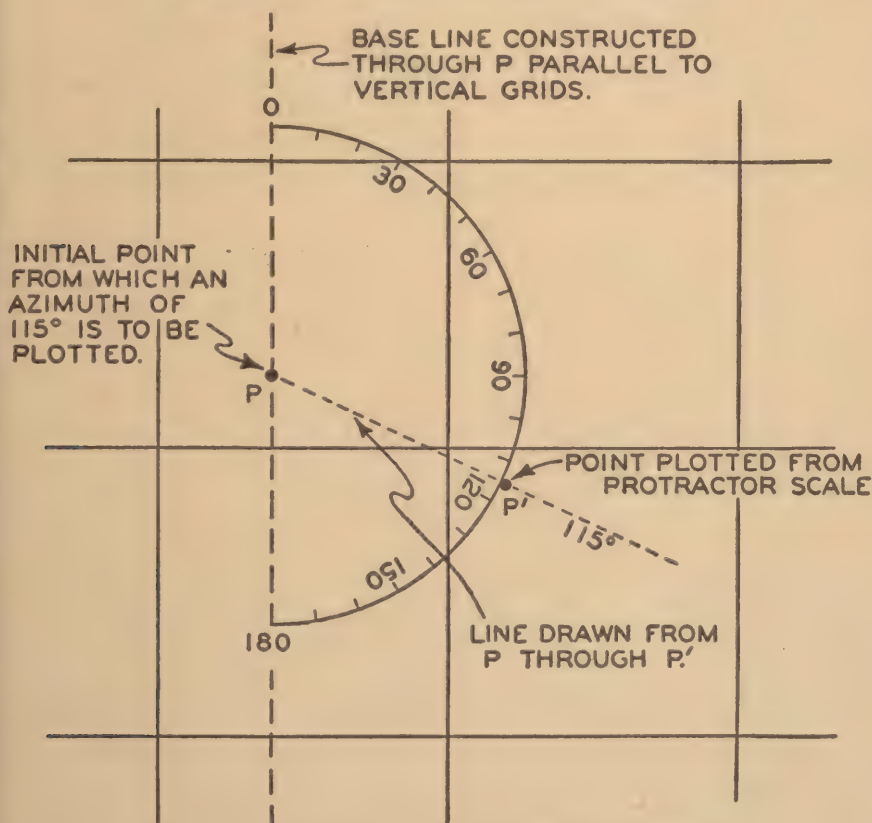 BASE LINE CONSTRUCTED
THROUGH P PARALLEL TO
VERTICAL GRIDS.
0
30
60
90
120
150
180
INITIAL POINT
FROM WHICH AN
AZIMUTH OF
115° IS TO BE
PLOTTED.
P
POINT PLOTTED FROM
PROTRACTOR SCALE
P'
115°
LINE DRAWN FROM
P THROUGH P.'